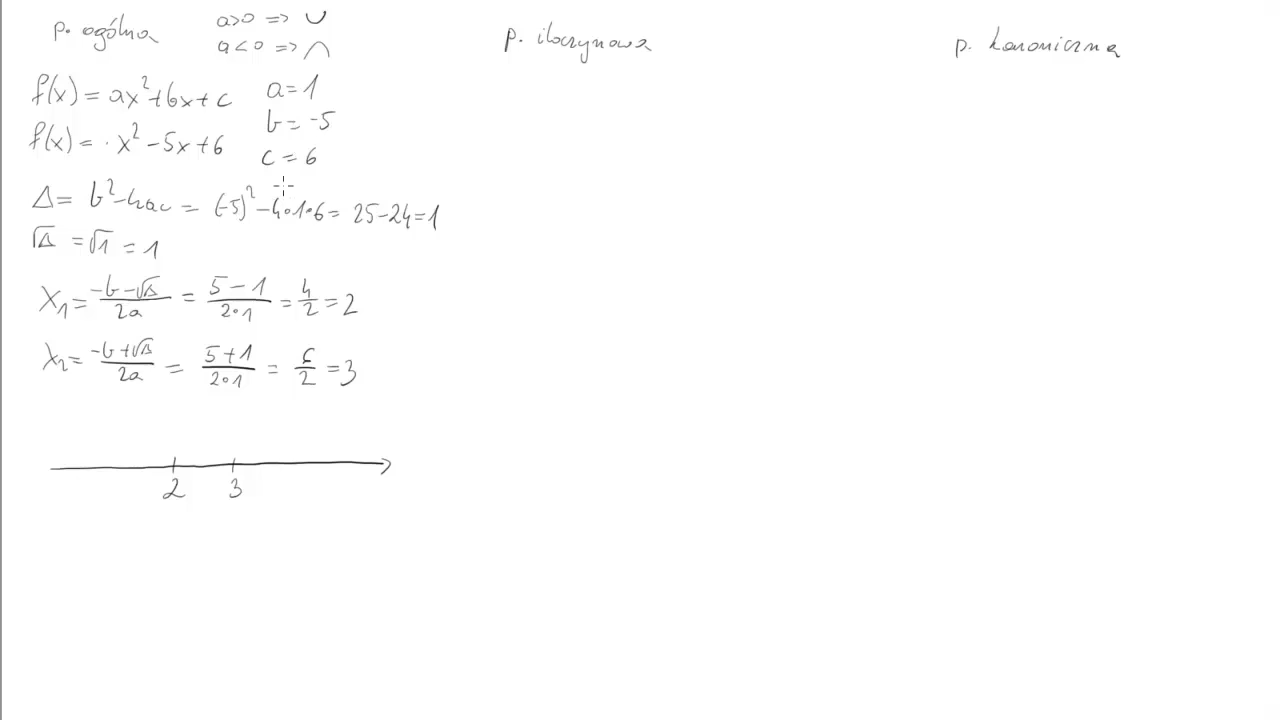 p. ogólna
a>0 => ∪
a<0 => ∩
f(x) = ax²+bx+c
f(x) = x²-5x+6
a=1
b=-5
c=6
Δ= b²-4ac = (-5)²-4·1·6= 25-24=1
√Δ =√1 = 1
x₁= (-b-√Δ)/(2a) = (5-1)/(2·1) = 4/2 = 2
x₂= (-b+√Δ)/(2a) = (5+1)/(2·1) = 6/2 = 3
2 3
p. iloczynowa
p. kanoniczna